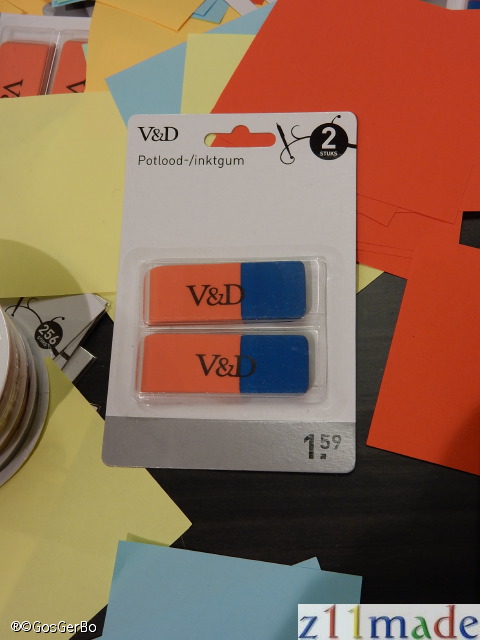 V&D
Potlood-/inktgum
2
STUKS
V&D
V&D
1.59
256
®©GosGerBo
z11made